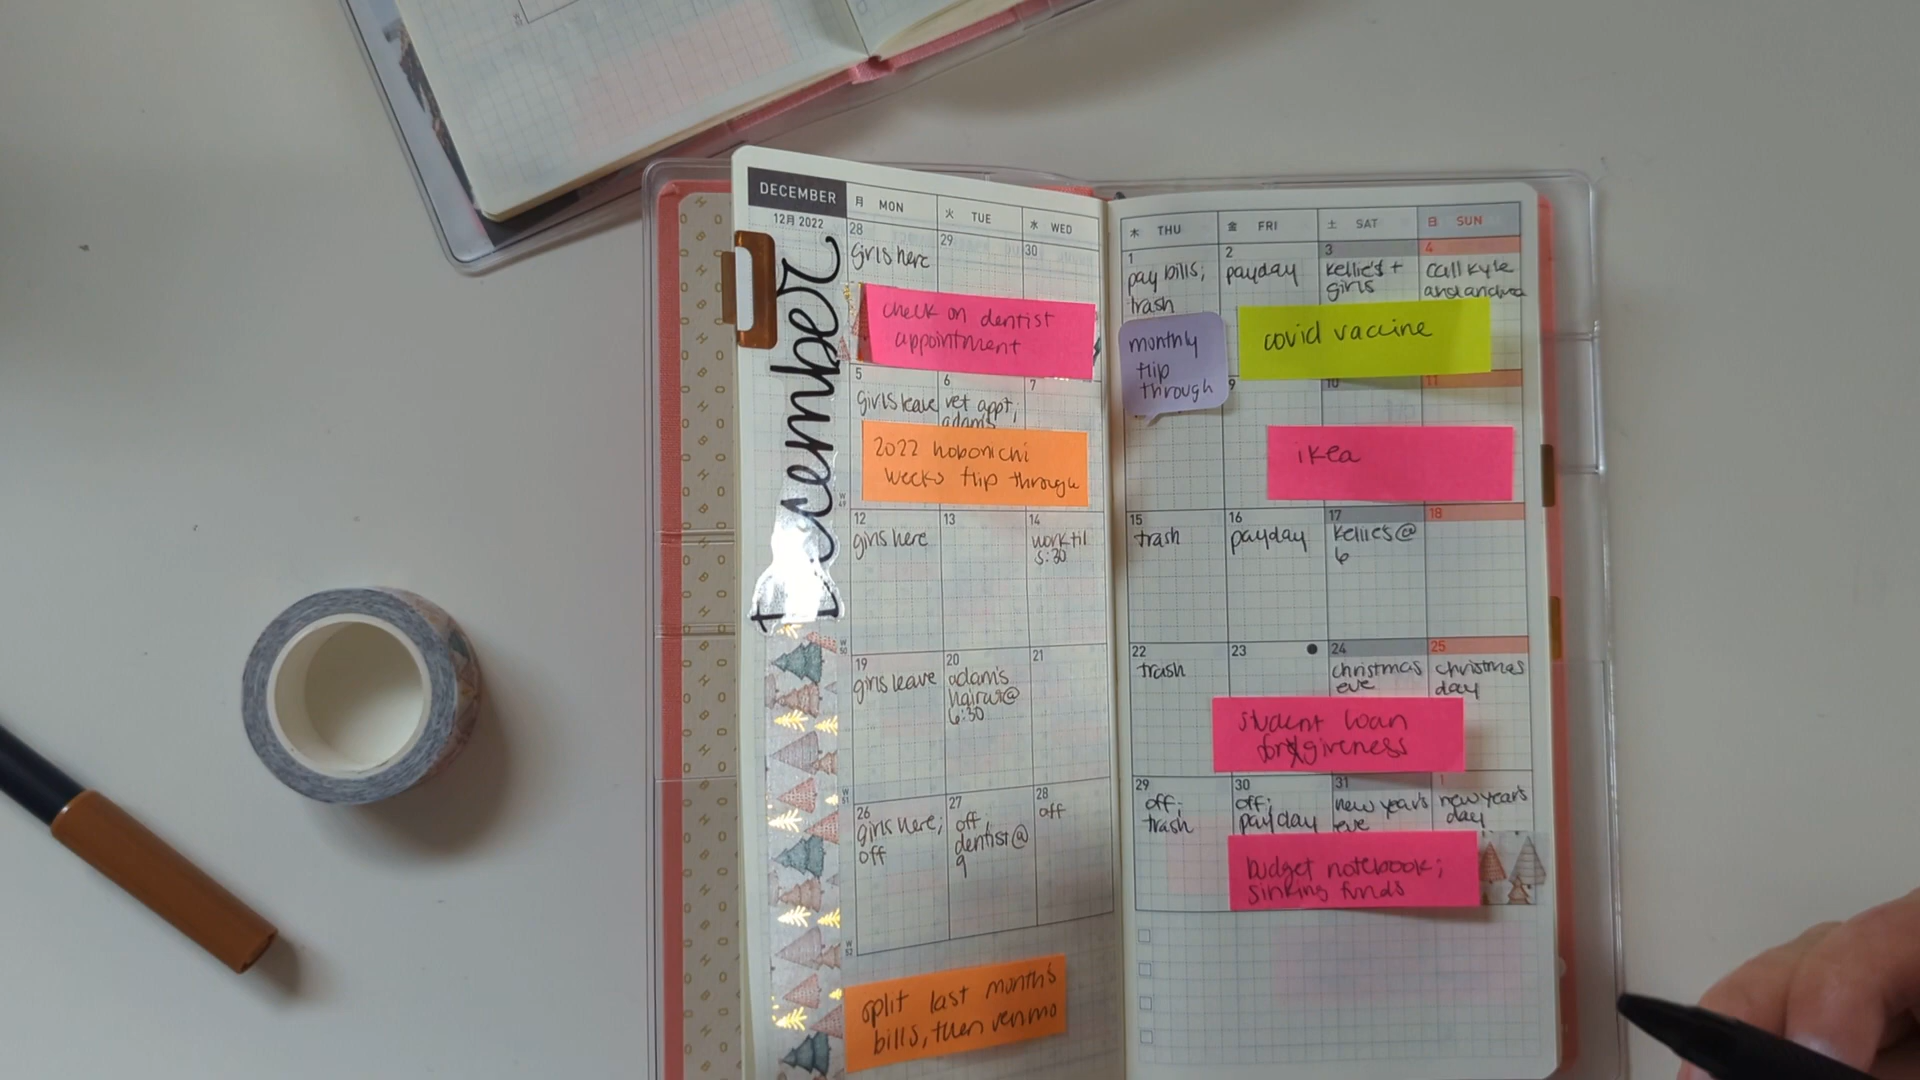 DECEMBER
12月 2022
月 MON
火 TUE
水 WED
木 THU
金 FRI
土 SAT
日 SUN
December
28
girls here
29
30
1
pay bills;
trash
2
payday
3
kellie's +
girls
4
call kyle
and andrea
check on dentist
appointment
monthly
flip
through
covid vaccine
5
girls leave
6
vet appt;
adam's
7
9
10
11
2022 hobonichi
weeks flip through
ikea
12
girls here
13
14
work til
5:30
15
trash
16
payday
17
kellie's @
6
18
19
girls leave
20
adam's
haircut @
6:30
21
22
trash
23
24
christmas
eve
25
christmas
day
student loan
forgiveness
26
girls here;
off
27
off;
dentist @
9
28
off
29
off;
trash
30
off;
payday
31
new year's
eve
1
new year's
day
budget notebook;
sinking funds
split last month's
bills, then venmo